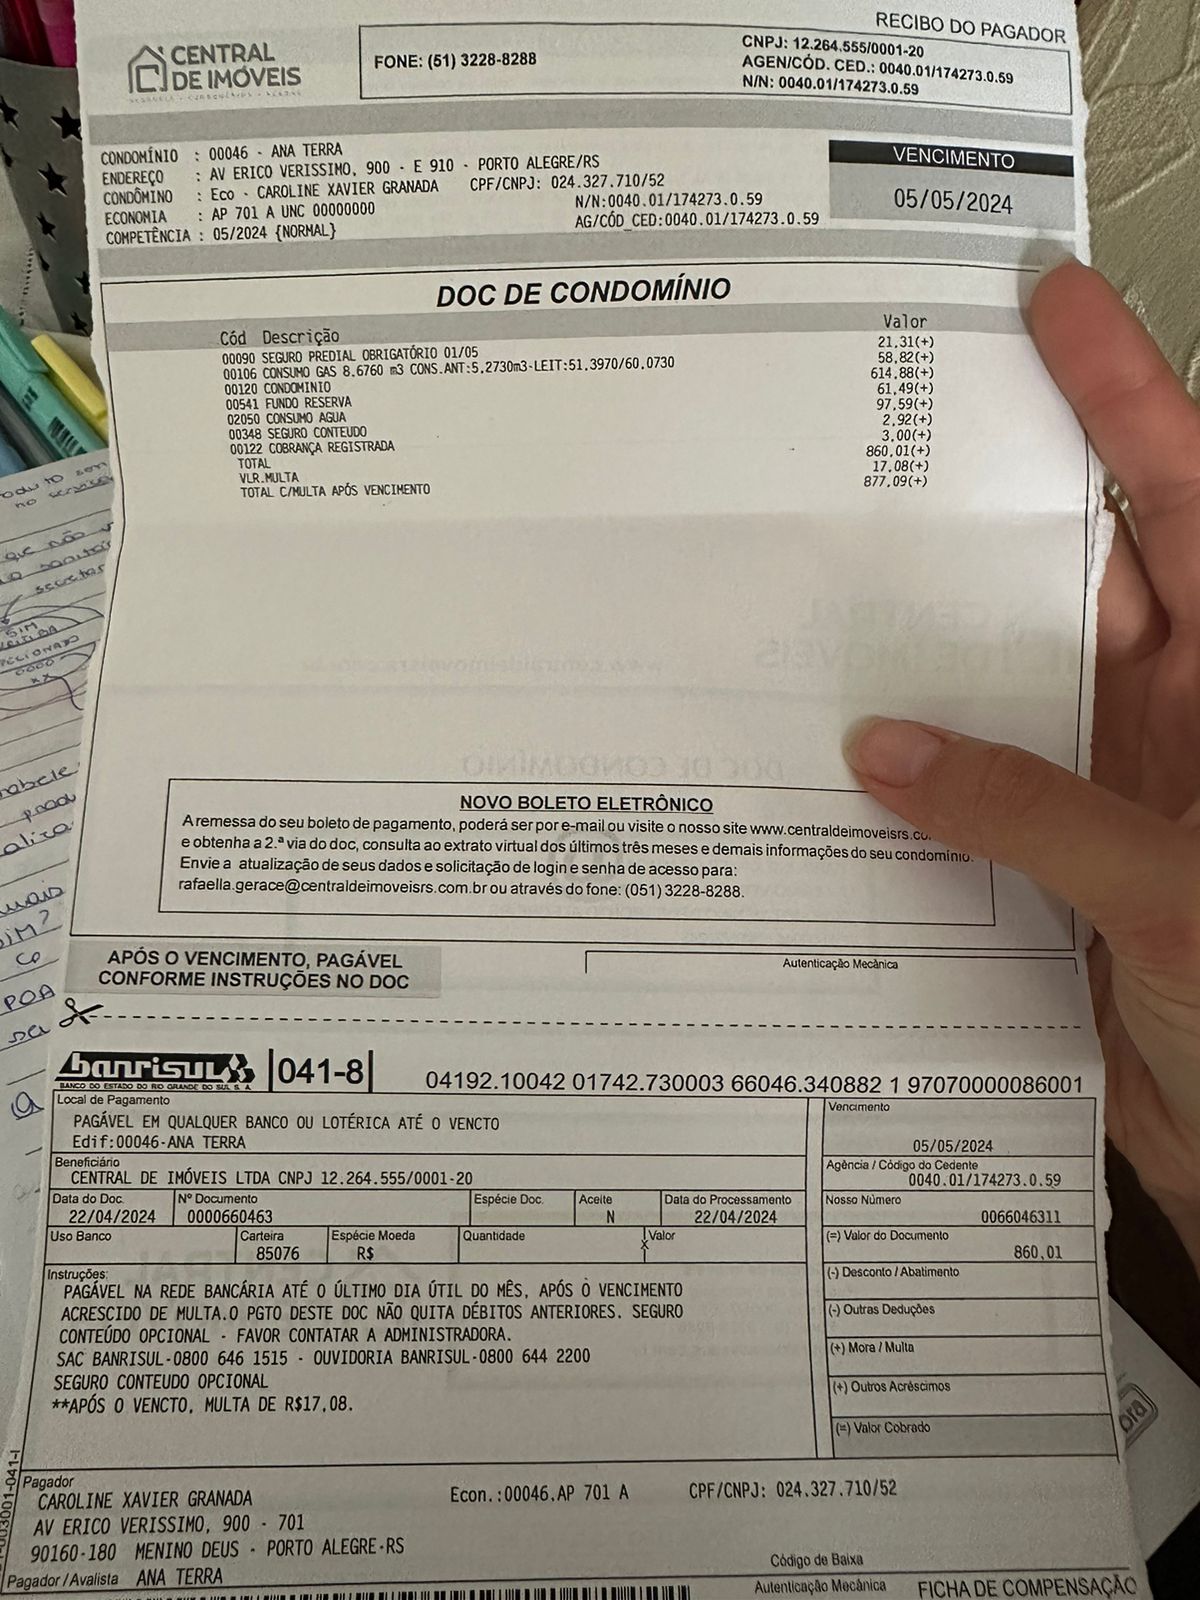 RECIBO DO PAGADOR
CENTRAL
DE IMÓVEIS
FONE: (51) 3228-8288
CNPJ: 12.264.555/0001-20
AGEN/CÓD. CED.: 0040.01/174273.0.59
N/N: 0040.01/174273.0.59
CONDOMÍNIO : 00046 - ANA TERRA
ENDEREÇO : AV ERICO VERISSIMO, 900 - E 910 - PORTO ALEGRE/RS
CONDÔMINO : Eco - CAROLINE XAVIER GRANADA CPF/CNPJ: 024.327.710/52
ECONOMIA : AP 701 A UNC 00000000 N/N:0040.01/174273.0.59
COMPETÊNCIA : 05/2024 {NORMAL} AG/CÓD_CED:0040.01/174273.0.59
VENCIMENTO
05/05/2024
DOC DE CONDOMÍNIO
Cód Descrição Valor
00090 SEGURO PREDIAL OBRIGATÓRIO 01/05 21,31(+)
00106 CONSUMO GAS 8.6760 m3 CONS.ANT:5.2730m3-LEIT:51.3970/60.0730 58,82(+)
00120 CONDOMINIO 614,88(+)
00541 FUNDO RESERVA 61,49(+)
02050 CONSUMO AGUA 97,59(+)
00348 SEGURO CONTEUDO 2,92(+)
00122 COBRANÇA REGISTRADA 3,00(+)
TOTAL 860,01(+)
VLR.MULTA 17,08(+)
TOTAL C/MULTA APÓS VENCIMENTO 877,09(+)
NOVO BOLETO ELETRÔNICO
A remessa do seu boleto de pagamento, poderá ser por e-mail ou visite o nosso site www.centraldeimoveisrs.co
e obtenha a 2.ª via do doc, consulta ao extrato virtual dos últimos três meses e demais informações do seu condomínio.
Envie a atualização de seus dados e solicitação de login e senha de acesso para:
rafaella.gerace@centraldeimoveisrs.com.br ou através do fone: (051) 3228-8288.
APÓS O VENCIMENTO, PAGÁVEL
CONFORME INSTRUÇÕES NO DOC
Autenticação Mecânica
banrisul 041-8 04192.10042 01742.730003 66046.340882 1 97070000086001
BANCO DO ESTADO DO RIO GRANDE DO SUL S. A.
Local de Pagamento
PAGÁVEL EM QUALQUER BANCO OU LOTÉRICA ATÉ O VENCTO
Edif:00046-ANA TERRA
Vencimento
05/05/2024
Beneficiário
CENTRAL DE IMÓVEIS LTDA CNPJ 12.264.555/0001-20
Agência / Código do Cedente
0040.01/174273.0.59
Data do Doc. Nº Documento Espécie Doc. Aceite Data do Processamento Nosso Número
22/04/2024 0000660463 N 22/04/2024 0066046311
Uso Banco Carteira Espécie Moeda Quantidade Valor (=) Valor do Documento
85076 R$ x 860,01
Instruções:
PAGÁVEL NA REDE BANCÁRIA ATÉ O ÚLTIMO DIA ÚTIL DO MÊS, APÓS O VENCIMENTO
ACRESCIDO DE MULTA.O PGTO DESTE DOC NÃO QUITA DÉBITOS ANTERIORES. SEGURO
CONTEÚDO OPCIONAL - FAVOR CONTATAR A ADMINISTRADORA.
SAC BANRISUL-0800 646 1515 - OUVIDORIA BANRISUL-0800 644 2200
SEGURO CONTEUDO OPCIONAL
**APÓS O VENCTO, MULTA DE R$17,08.
(-) Desconto / Abatimento
(-) Outras Deduções
(+) Mora / Multa
(+) Outros Acréscimos
(=) Valor Cobrado
Pagador
CAROLINE XAVIER GRANADA Econ.:00046.AP 701 A CPF/CNPJ: 024.327.710/52
AV ERICO VERISSIMO, 900 - 701
90160-180 MENINO DEUS - PORTO ALEGRE-RS
Pagador / Avalista ANA TERRA
Código de Baixa
Autenticação Mecânica FICHA DE COMPENSAÇÃO
POA